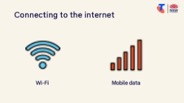 Connecting to the internet
Wi-Fi
Mobile data